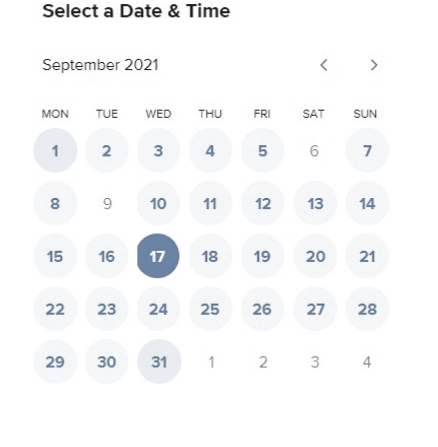 Select a Date & Time
September 2021
MON TUE WED THU FRI SAT SUN
1 2 3 4 5 6 7
8 9 10 11 12 13 14
15 16 17 18 19 20 21
22 23 24 25 26 27 28
29 30 31 1 2 3 4